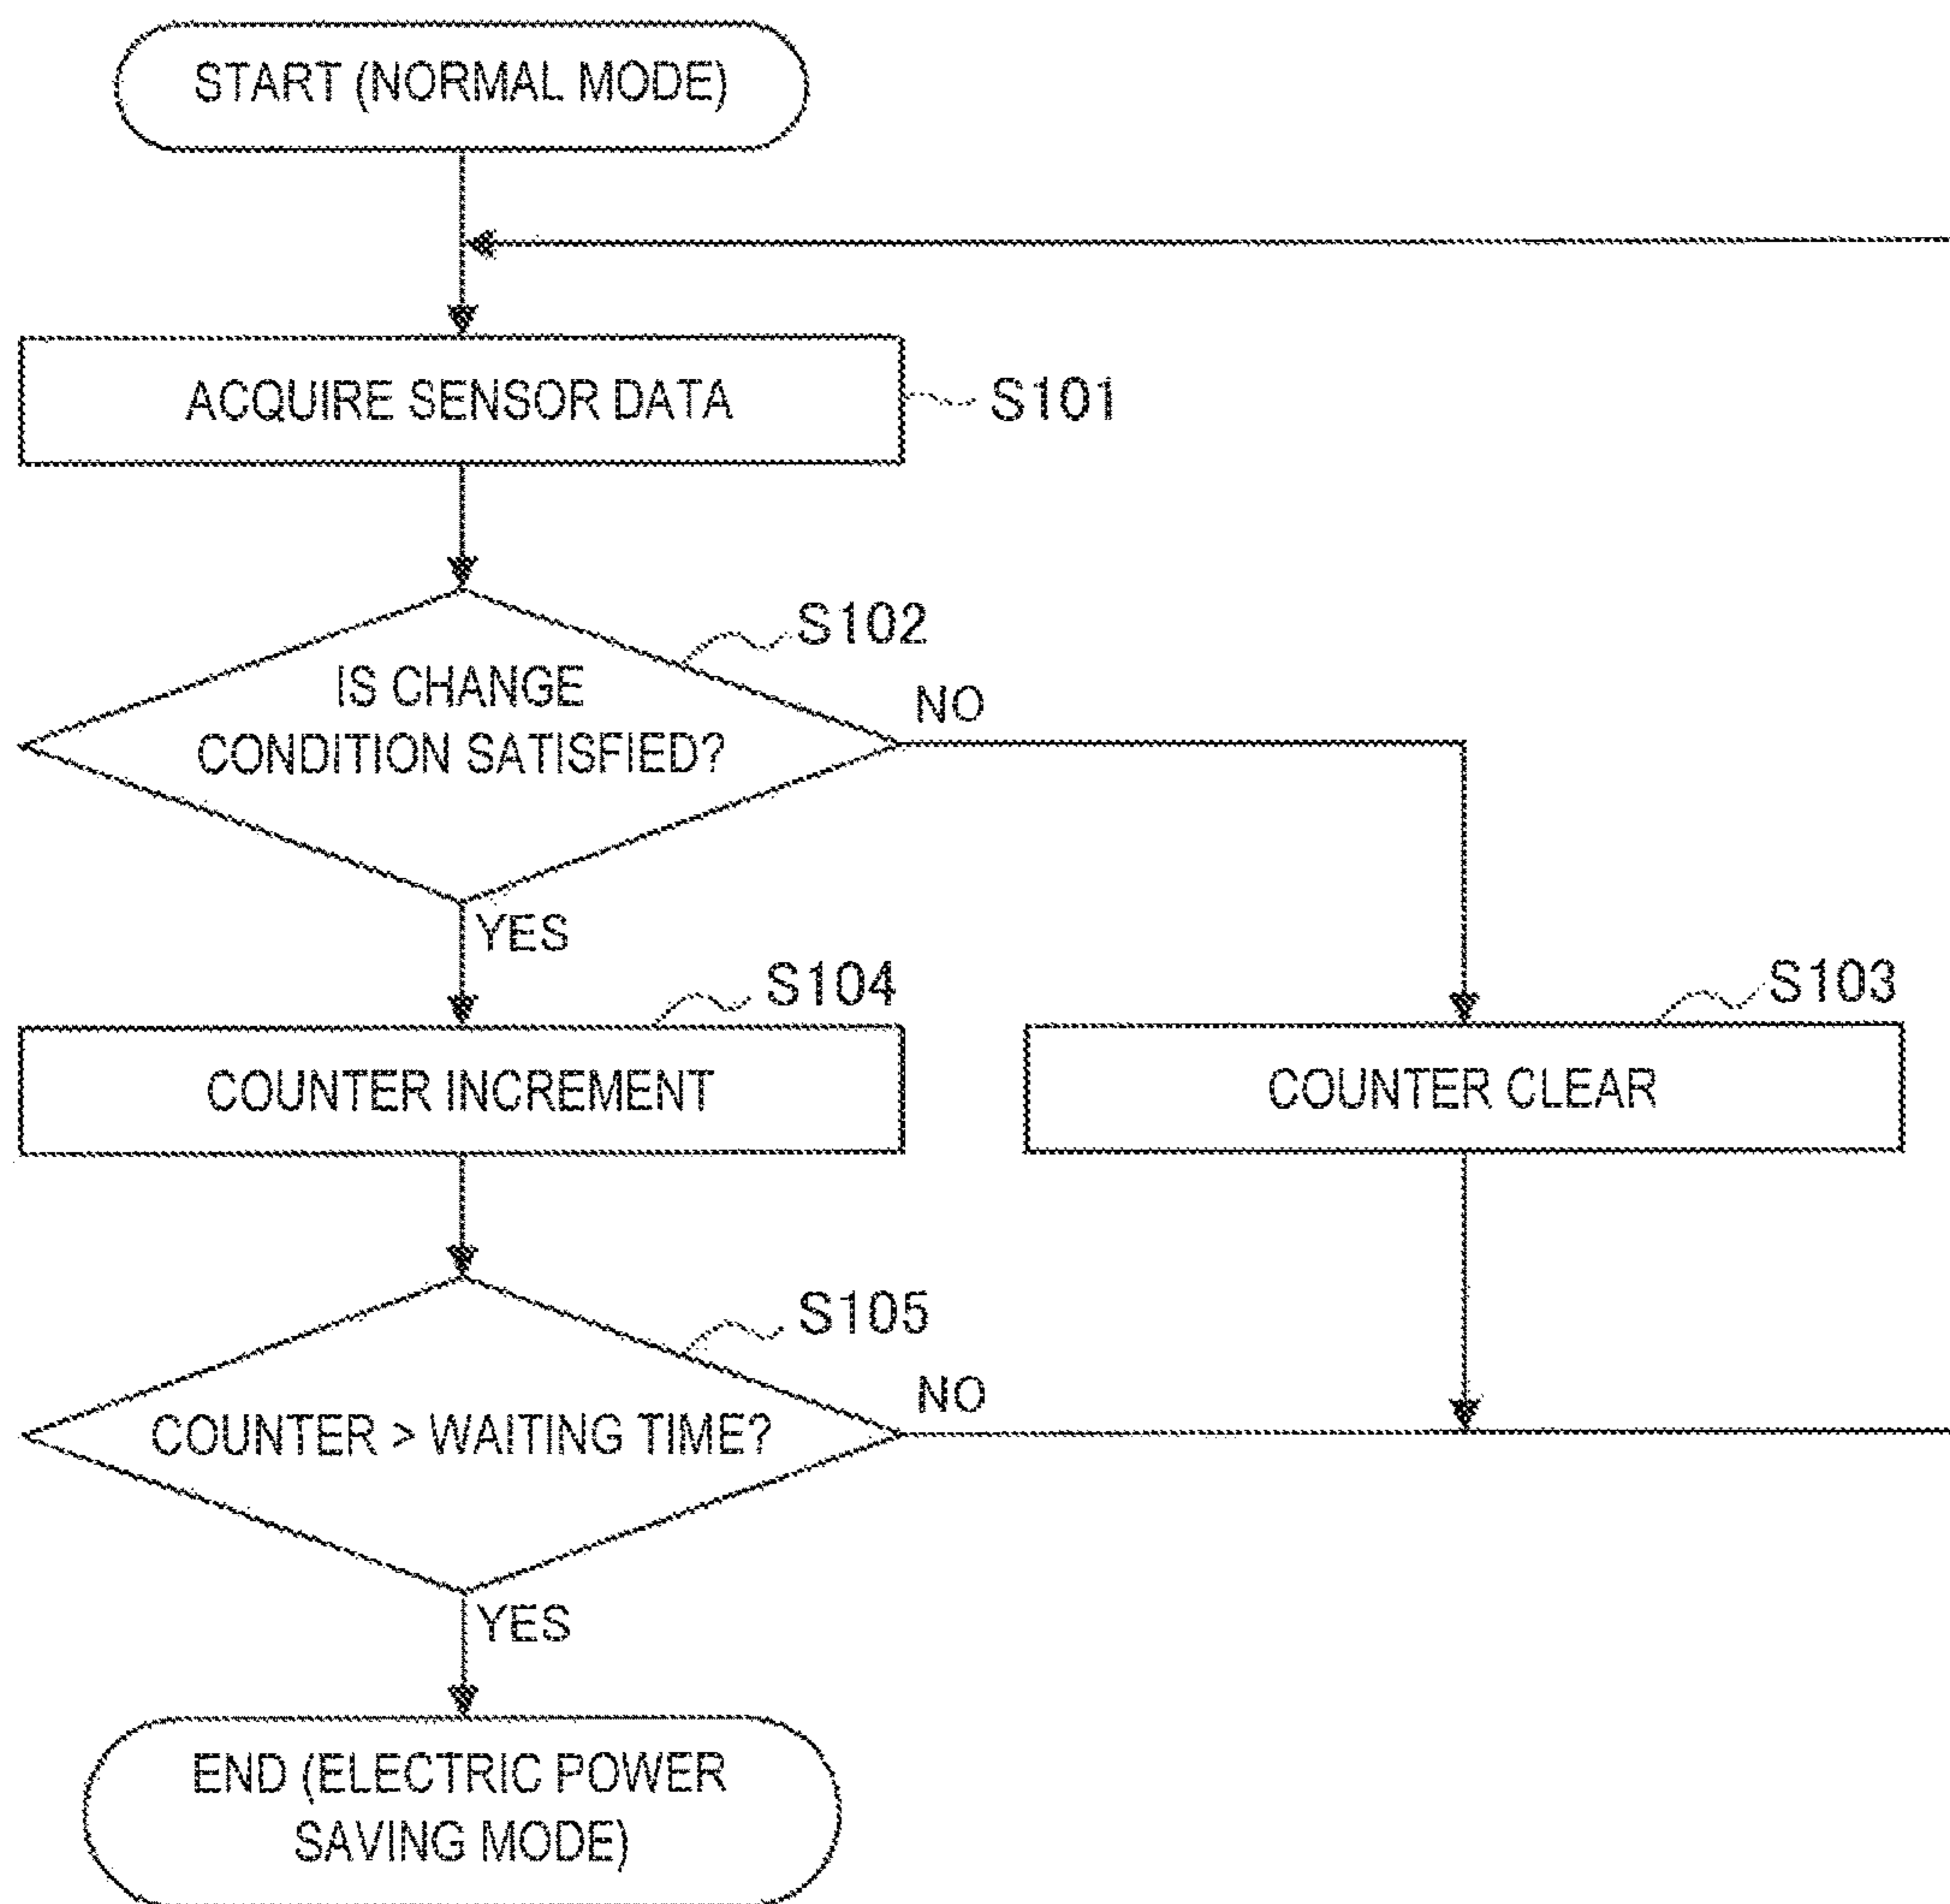 START (NORMAL MODE)
ACQUIRE SENSOR DATA
S101
S102
IS CHANGE
CONDITION SATISFIED?
NO
YES
S104
COUNTER INCREMENT
S103
COUNTER CLEAR
S105
COUNTER > WAITING TIME?
NO
YES
END (ELECTRIC POWER
SAVING MODE)